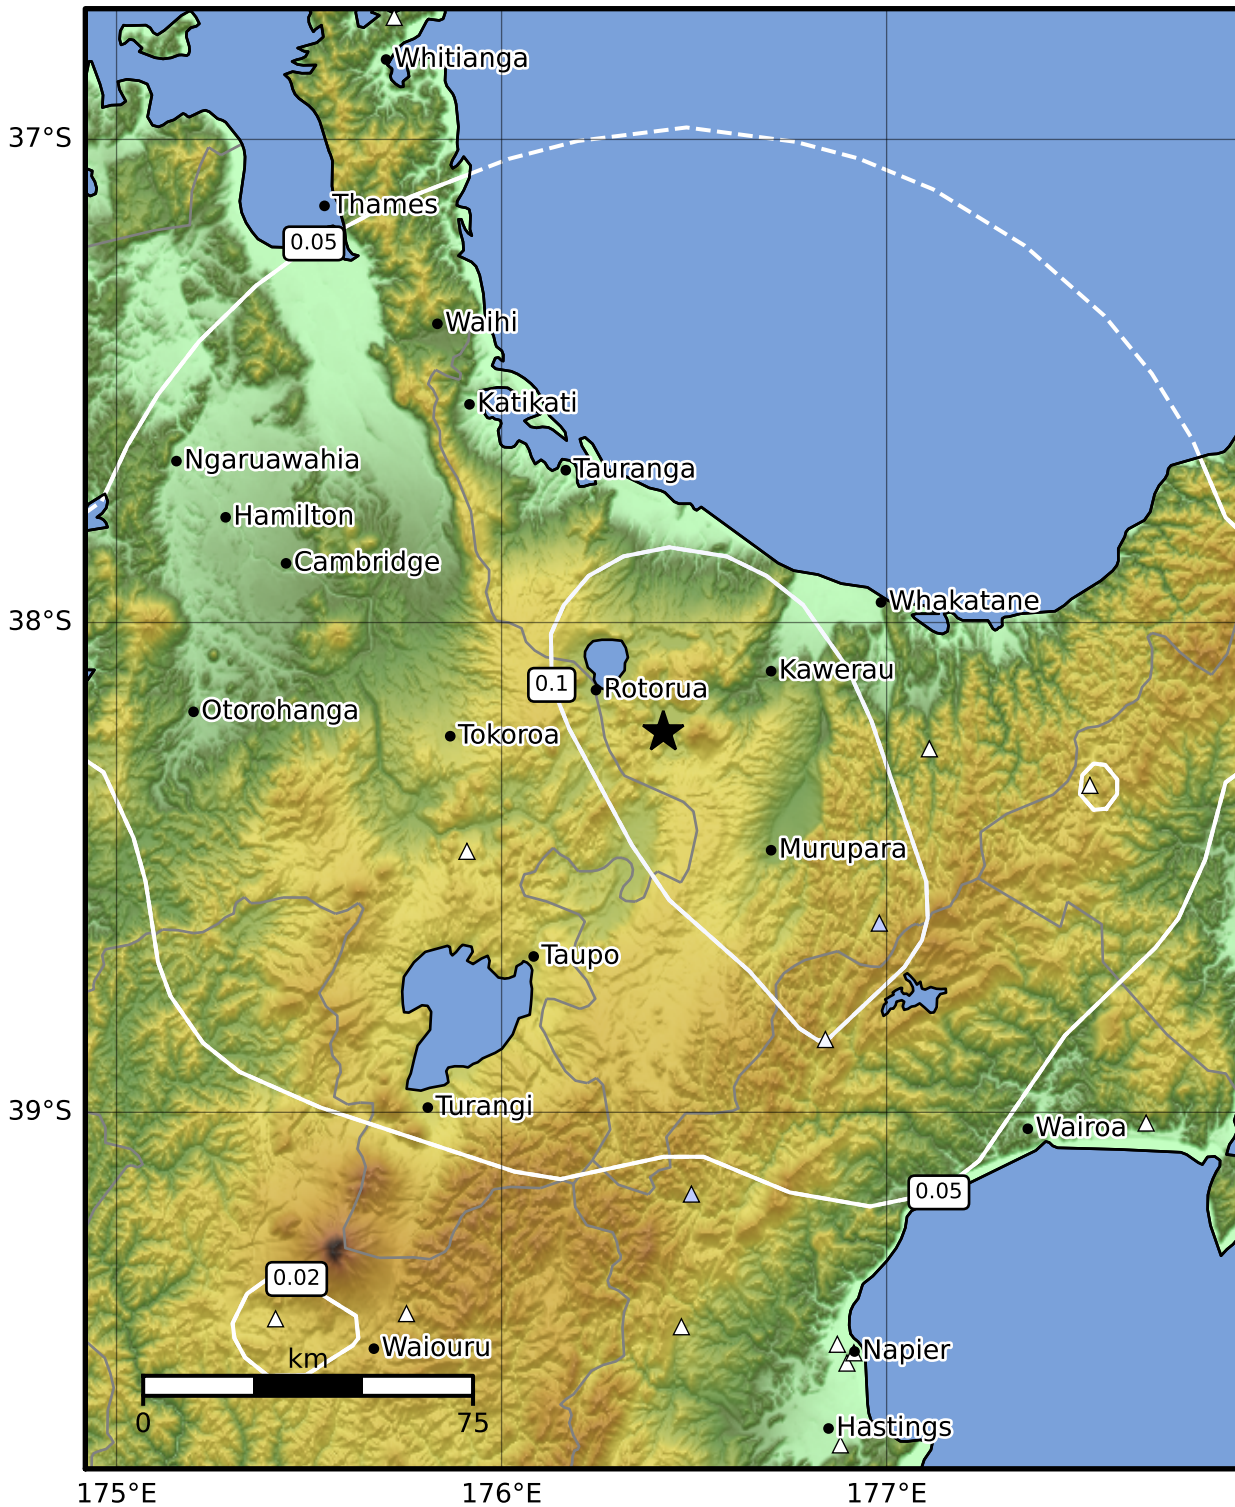 Whitianga
37°S
Thames
0.05
Waihi
Katikati
Ngaruawahia
Tauranga
Hamilton
Cambridge
Whakatane
38°S
Kawerau
0.1
Rotorua
Otorohanga
Tokoroa
Murupara
Taupo
Turangi
39°S
Wairoa
0.05
0.02
Waiouru
Napier
km
0
75
Hastings
175°E
176°E
177°E